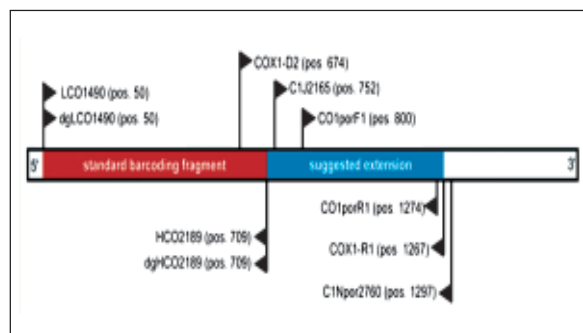 COX1-D2 (pos 674)
LCO1490 (pos. 50)
C1J2165 (pos. 752)
dgLCO1490 (pos. 50)
CO1porF1 (pos. 800)
5'
standard barcoding fragment
suggested extension
3'
CO1porR1 (pos. 1274)
HCO2189 (pos. 709)
COX1-R1 (pos. 1267)
dgHCO2189 (pos. 709)
C1Npor2760 (pos. 1297)